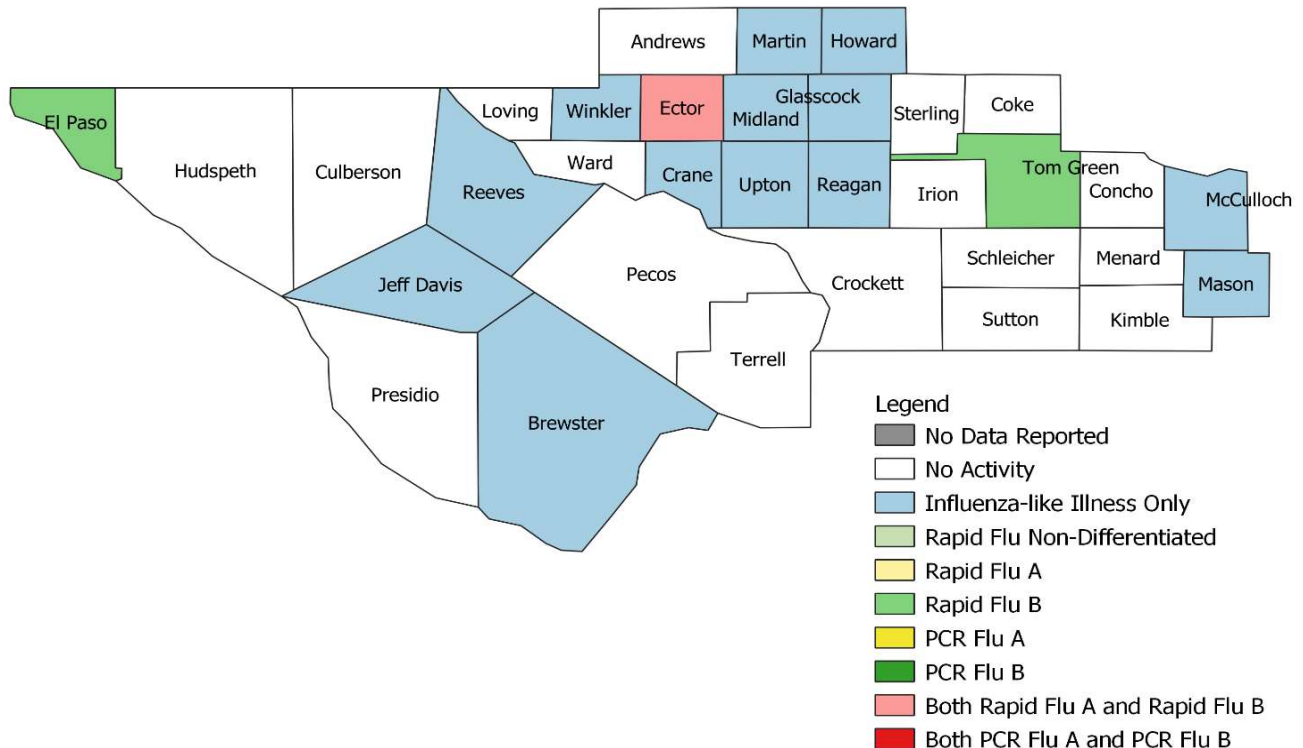 Andrews
Martin
Howard
El Paso
Hudspeth
Culberson
Reeves
Loving
Winkler
Ector
Midland
Glasscock
Sterling
Coke
Ward
Crane
Upton
Reagan
Irion
Tom Green
Concho
McCulloch
Jeff Davis
Pecos
Crockett
Schleicher
Menard
Mason
Sutton
Kimble
Terrell
Presidio
Brewster
Legend
No Data Reported
No Activity
Influenza-like Illness Only
Rapid Flu Non-Differentiated
Rapid Flu A
Rapid Flu B
PCR Flu A
PCR Flu B
Both Rapid Flu A and Rapid Flu B
Both PCR Flu A and PCR Flu B